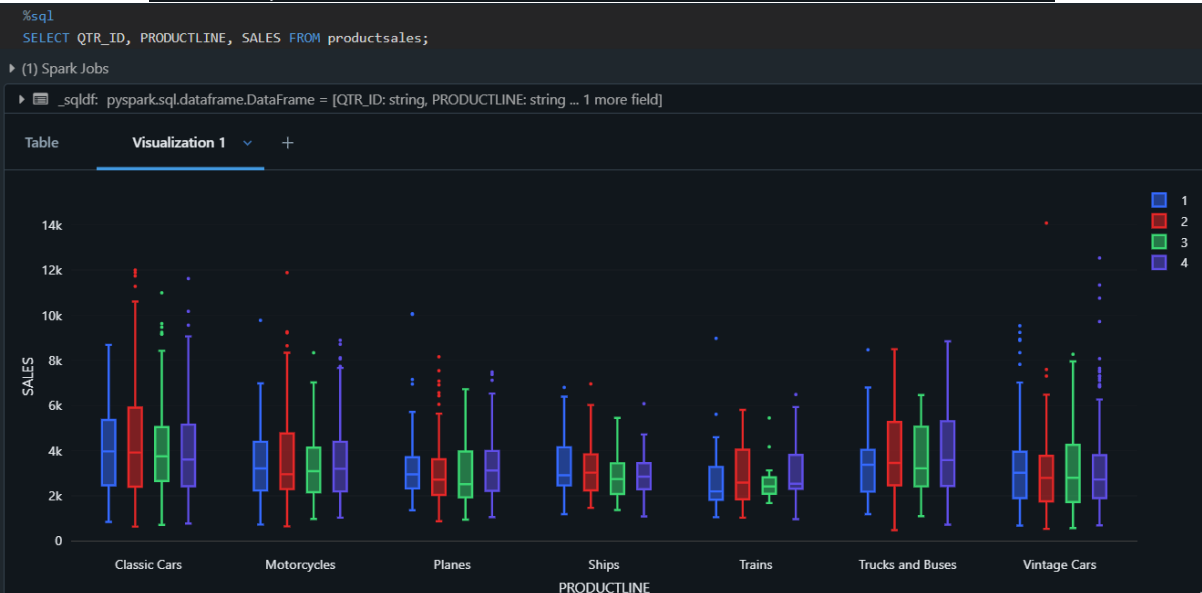 %sql
SELECT QTR_ID, PRODUCTLINE, SALES FROM productsales;
(1) Spark Jobs
_sqldf: pyspark.sql.dataframe.DataFrame = [QTR_ID: string, PRODUCTLINE: string ... 1 more field]
Table Visualization 1 +
1
2
3
4
14k
12k
10k
8k
6k
4k
2k
0
SALES
Classic Cars Motorcycles Planes Ships Trains Trucks and Buses Vintage Cars
PRODUCTLINE